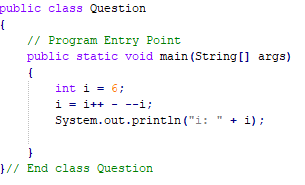 public class Question
{
    // Program Entry Point
    public static void main(String[] args)
    {
        int i = 6;
        i = i++ - --i;
        System.out.println("i: " + i);
    }
}// End class Question